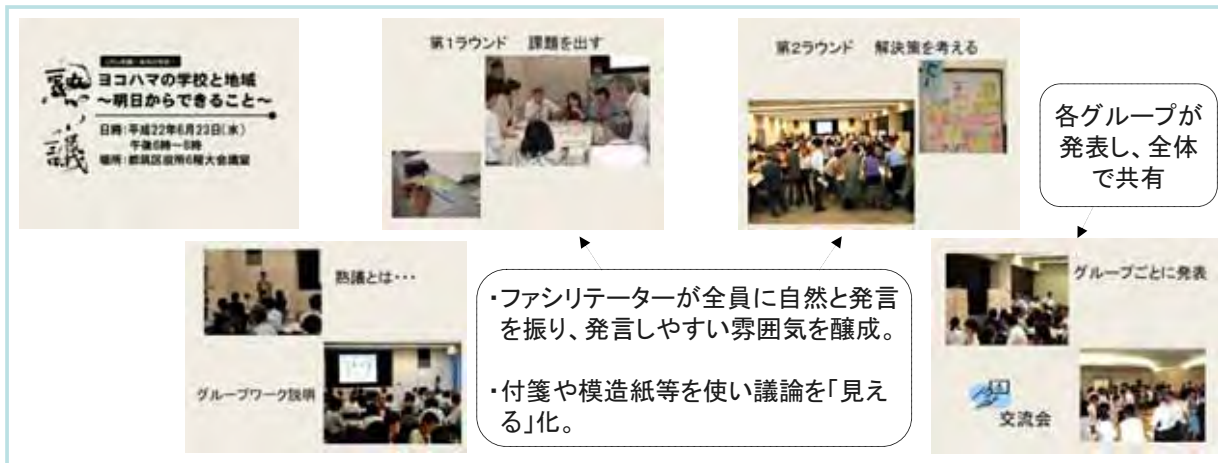 熟議
ヨコハマの学校と地域
～明日からできること～
日時：平成22年6月23日(水)
午後6時～8時
場所：都筑区役所6階大会議室
第1ラウンド 課題を出す
第2ラウンド 解決策を考える
各グループが
発表し、全体
で共有
熟議とは・・・
グループワーク説明
・ファシリテーターが全員に自然と発言
を振り、発言しやすい雰囲気を醸成。
・付箋や模造紙等を使い議論を「見え
る」化。
グループごとに発表
交流会